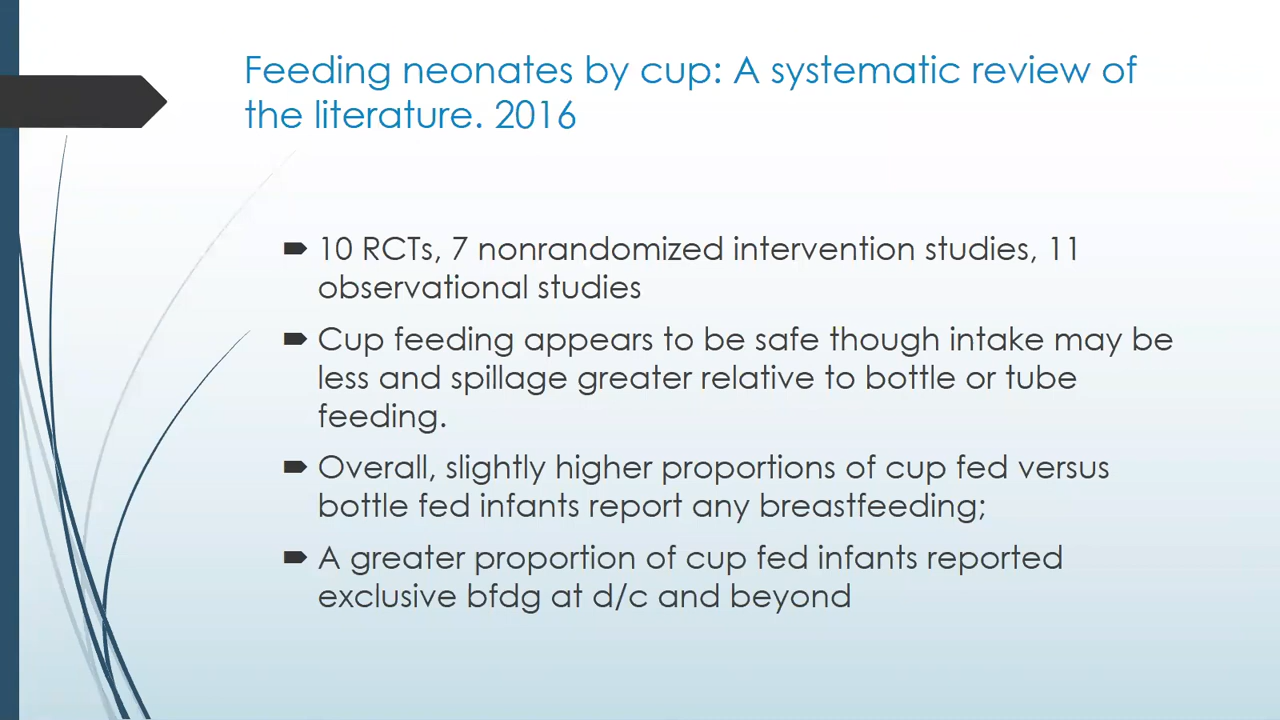 Feeding neonates by cup: A systematic review of
the literature. 2016
10 RCTs, 7 nonrandomized intervention studies, 11
observational studies
Cup feeding appears to be safe though intake may be
less and spillage greater relative to bottle or tube
feeding.
Overall, slightly higher proportions of cup fed versus
bottle fed infants report any breastfeeding;
A greater proportion of cup fed infants reported
exclusive bfdg at d/c and beyond